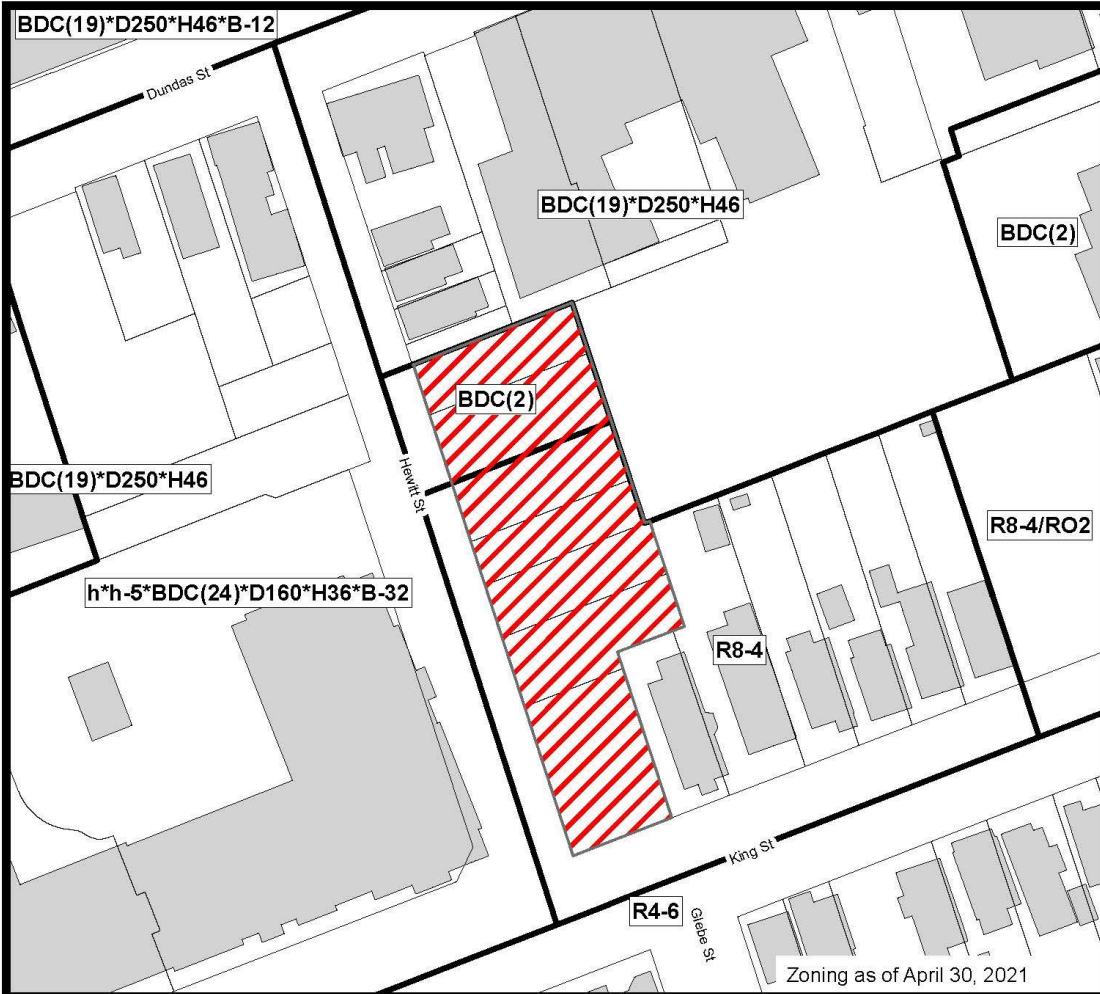 BDC(19)*D250*H46*B-12
Dundas St
BDC(19)*D250*H46
BDC(2)
BDC(2)
Hewitt St
BDC(19)*D250*H46
R8-4/RO2
h*h-5*BDC(24)*D160*H36*B-32
R8-4
King St
R4-6
Glebe St
Zoning as of April 30, 2021